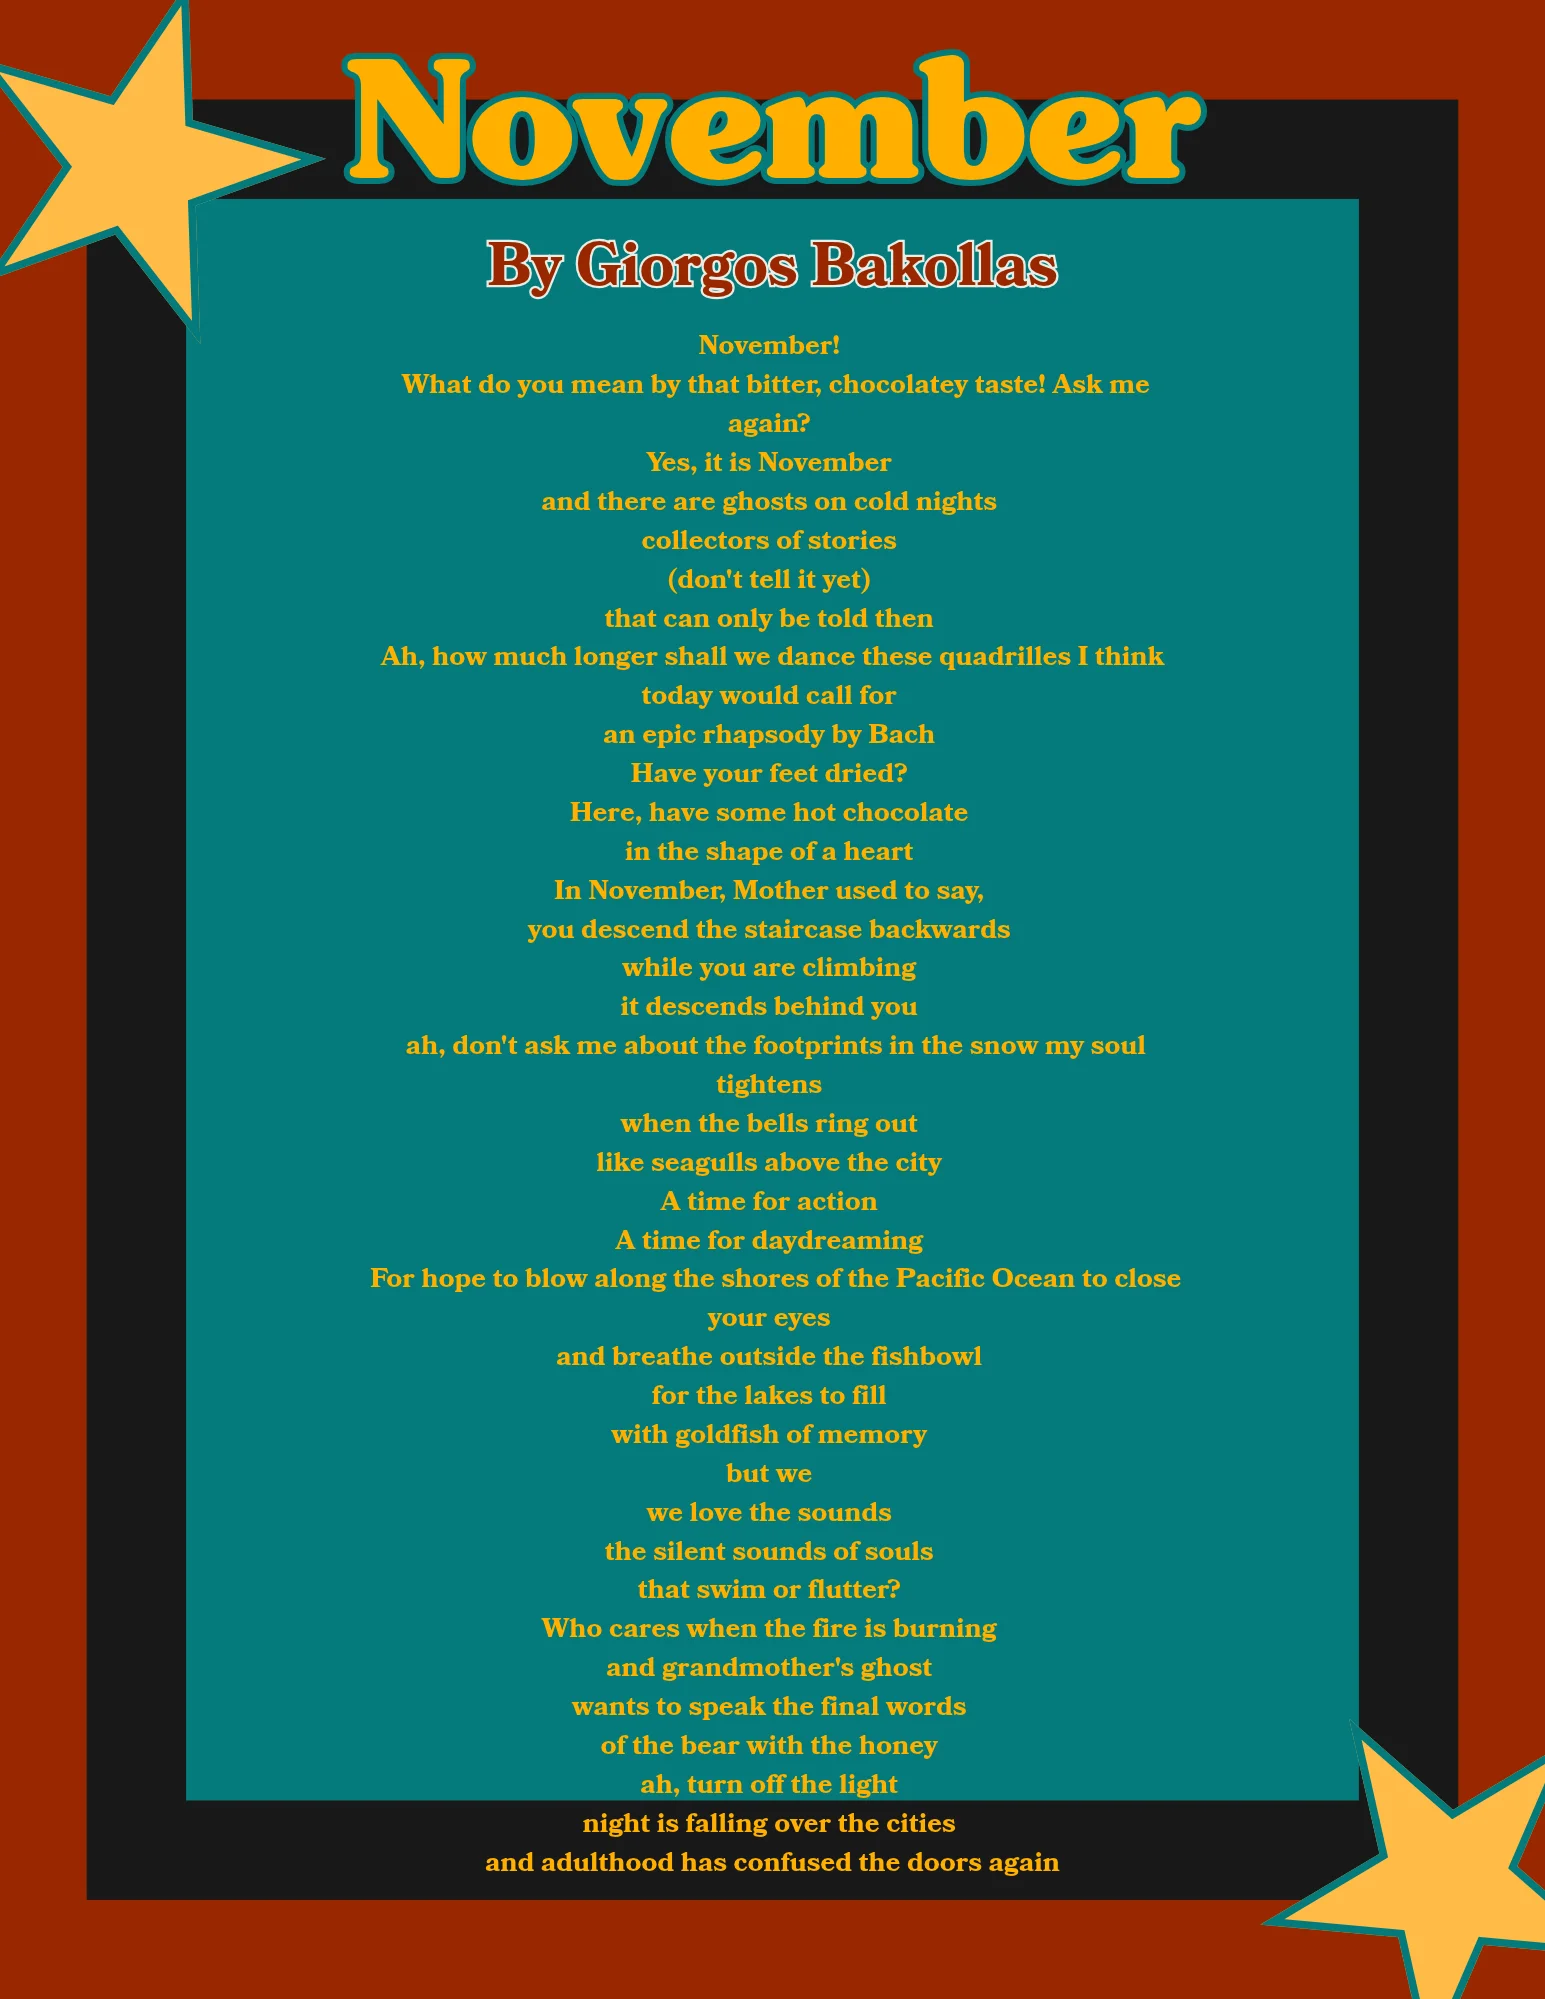 November
By Giorgos Bakollas
November!
What do you mean by that bitter, chocolatey taste! Ask me
again?
Yes, it is November
and there are ghosts on cold nights
collectors of stories
(don't tell it yet)
that can only be told then
Ah, how much longer shall we dance these quadrilles I think
today would call for
an epic rhapsody by Bach
Have your feet dried?
Here, have some hot chocolate
in the shape of a heart
In November, Mother used to say,
you descend the staircase backwards
while you are climbing
it descends behind you
ah, don't ask me about the footprints in the snow my soul
tightens
when the bells ring out
like seagulls above the city
A time for action
A time for daydreaming
For hope to blow along the shores of the Pacific Ocean to close
your eyes
and breathe outside the fishbowl
for the lakes to fill
with goldfish of memory
but we
we love the sounds
the silent sounds of souls
that swim or flutter?
Who cares when the fire is burning
and grandmother's ghost
wants to speak the final words
of the bear with the honey
ah, turn off the light
night is falling over the cities
and adulthood has confused the doors again